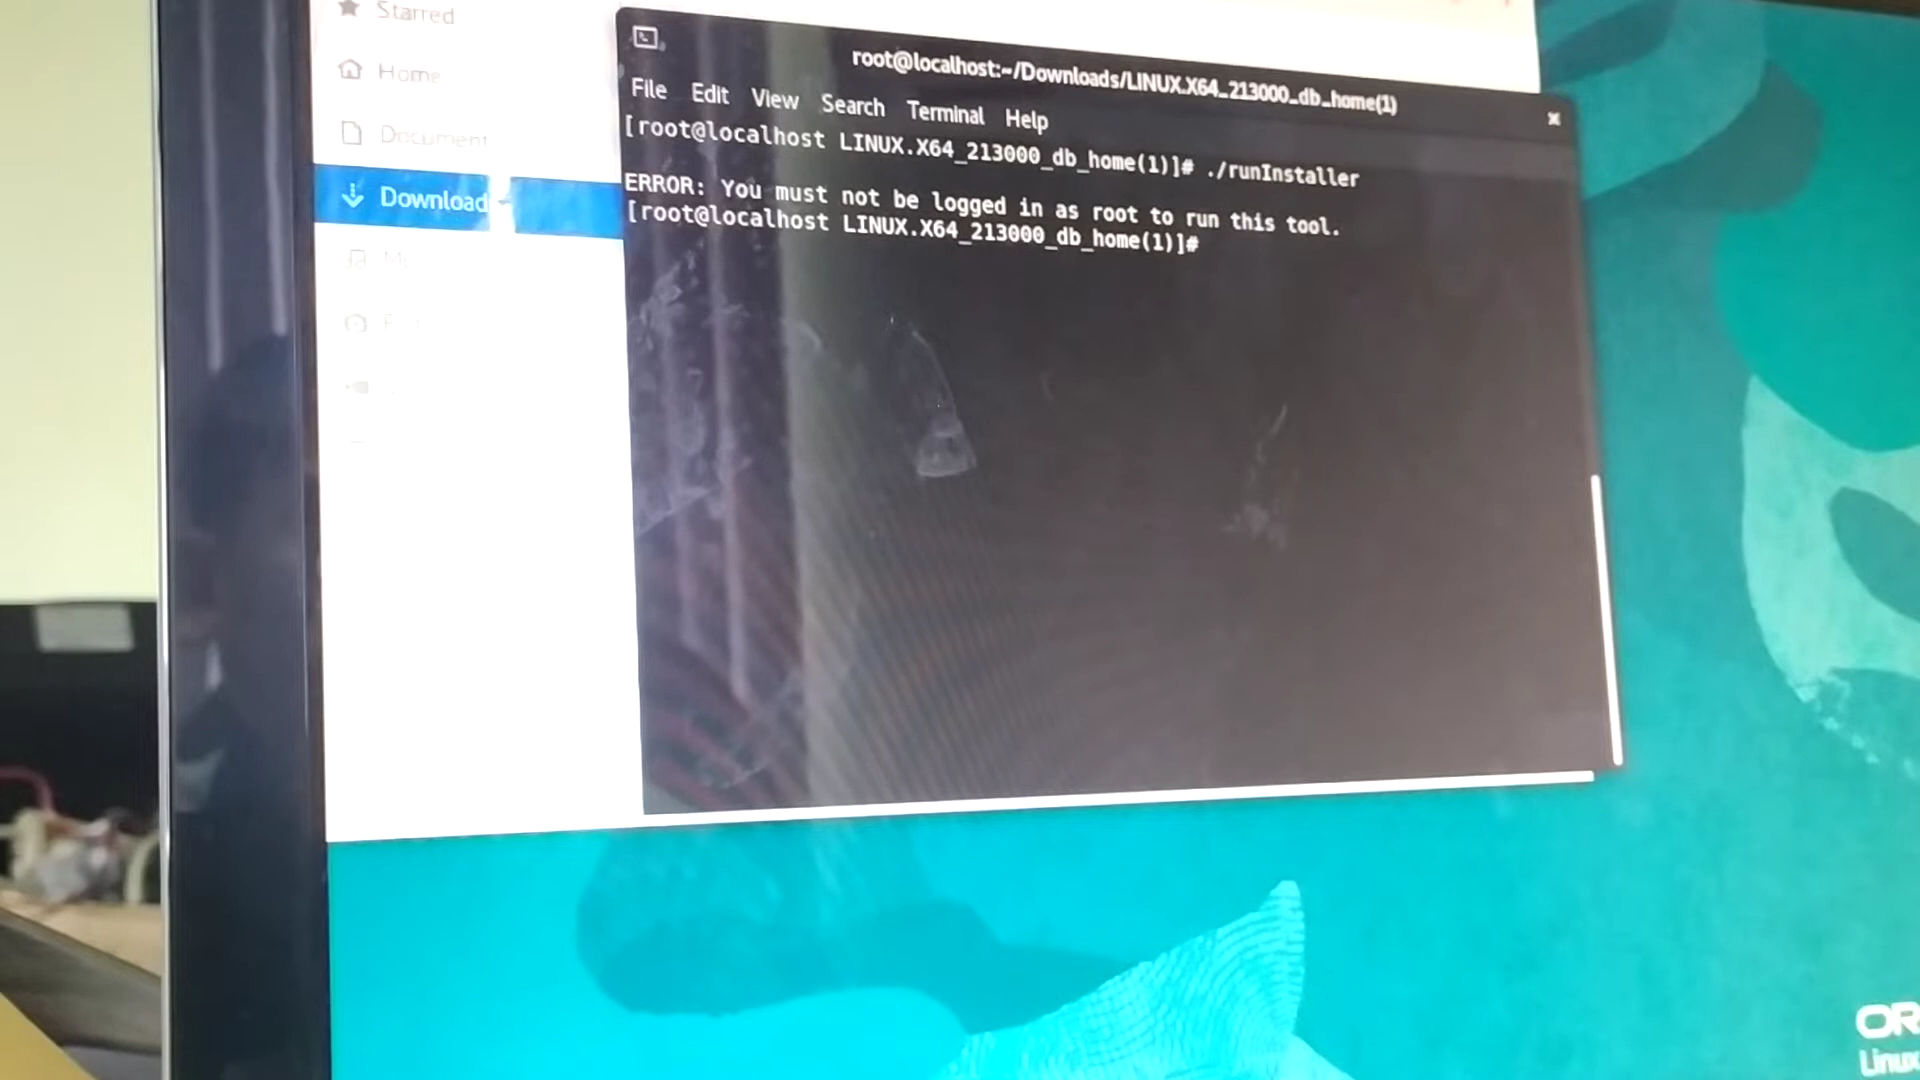 Starred
Home
Document
Download
root@localhost:~/Downloads/LINUX.X64_213000_db_home(1)
File Edit View Search Terminal Help
[root@localhost LINUX.X64_213000_db_home(1)]# ./runInstaller
ERROR: You must not be logged in as root to run this tool.
[root@localhost LINUX.X64_213000_db_home(1)]#
OR
Linux